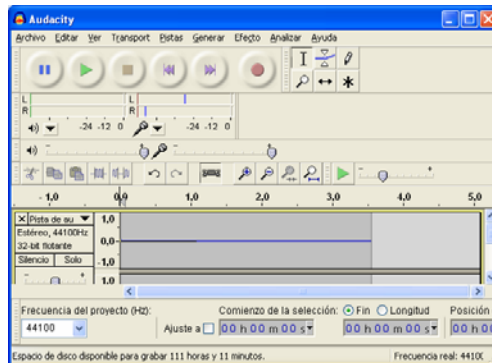 Audacity
Archivo Editar Ver Transport Pistas Generar Efecto Analizar Ayuda
L
R
L
R
-24 -12 0
-24 -12 0
- 1,0 0,0 1,0 2,0 3,0 4,0 5,0
Pista de au 1,0
Estéreo, 44100Hz
32-bit flotante 0,0
Silencio Solo -1,0
1,0
Frecuencia del proyecto (Hz): Comienzo de la selección: Fin Longitud Posición
44100 Ajuste a 00 h 00 m 00 s 00 h 00 m 00 s 00 h 0
Espacio de disco disponible para grabar 111 horas y 11 minutos. Frecuencia real: 4410